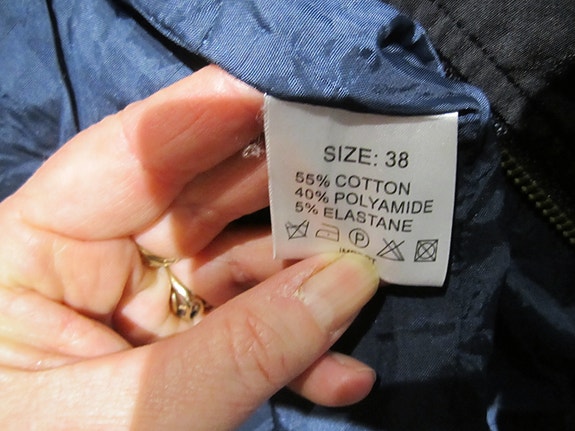 SIZE: 38
55% COTTON
40% POLYAMIDE
5% ELASTANE
P